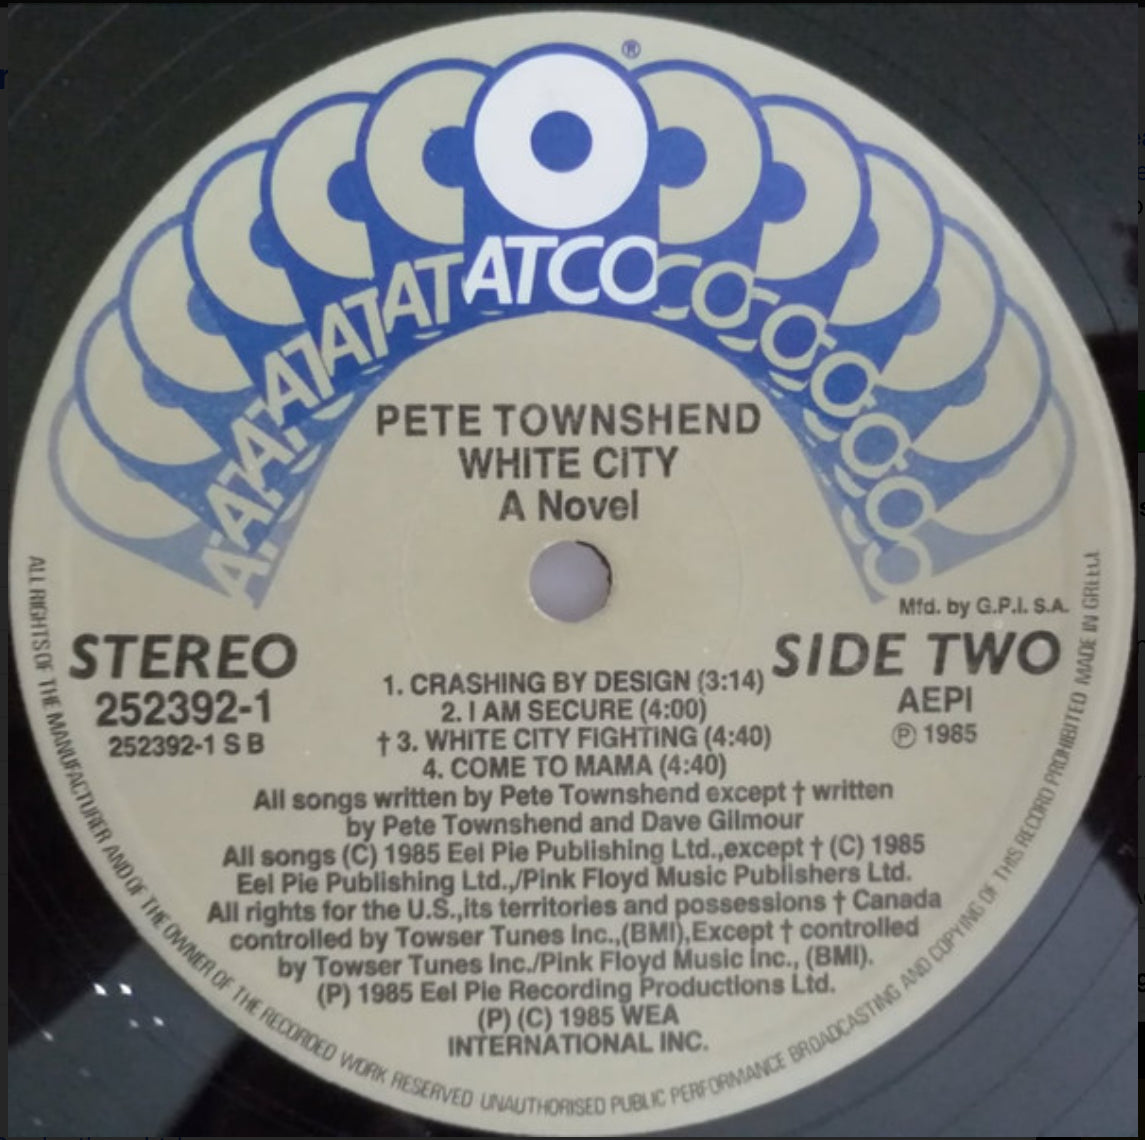 ®
ATCO
PETE TOWNSHEND
WHITE CITY
A Novel
Mfd. by G.P.I. S.A.
STEREO
252392-1
252392-1 S B
SIDE TWO
AEPI
Ⓟ 1985
1. CRASHING BY DESIGN (3:14)
2. I AM SECURE (4:00)
† 3. WHITE CITY FIGHTING (4:40)
4. COME TO MAMA (4:40)
All songs written by Pete Townshend except † written
by Pete Townshend and Dave Gilmour
All songs (C) 1985 Eel Pie Publishing Ltd.,except † (C) 1985
Eel Pie Publishing Ltd.,/Pink Floyd Music Publishers Ltd.
All rights for the U.S.,its territories and possessions † Canada
controlled by Towser Tunes Inc.,(BMI),Except † controlled
by Towser Tunes Inc./Pink Floyd Music Inc., (BMI).
(P) 1985 Eel Pie Recording Productions Ltd.
(P) (C) 1985 WEA
INTERNATIONAL INC.
ALL RIGHTS OF THE MANUFACTURER AND OF THE OWNER OF THE RECORDED WORK RESERVED UNAUTHORISED PUBLIC PERFORMANCE BROADCASTING AND COPYING OF THIS RECORD PROHIBITED MADE IN GREECE